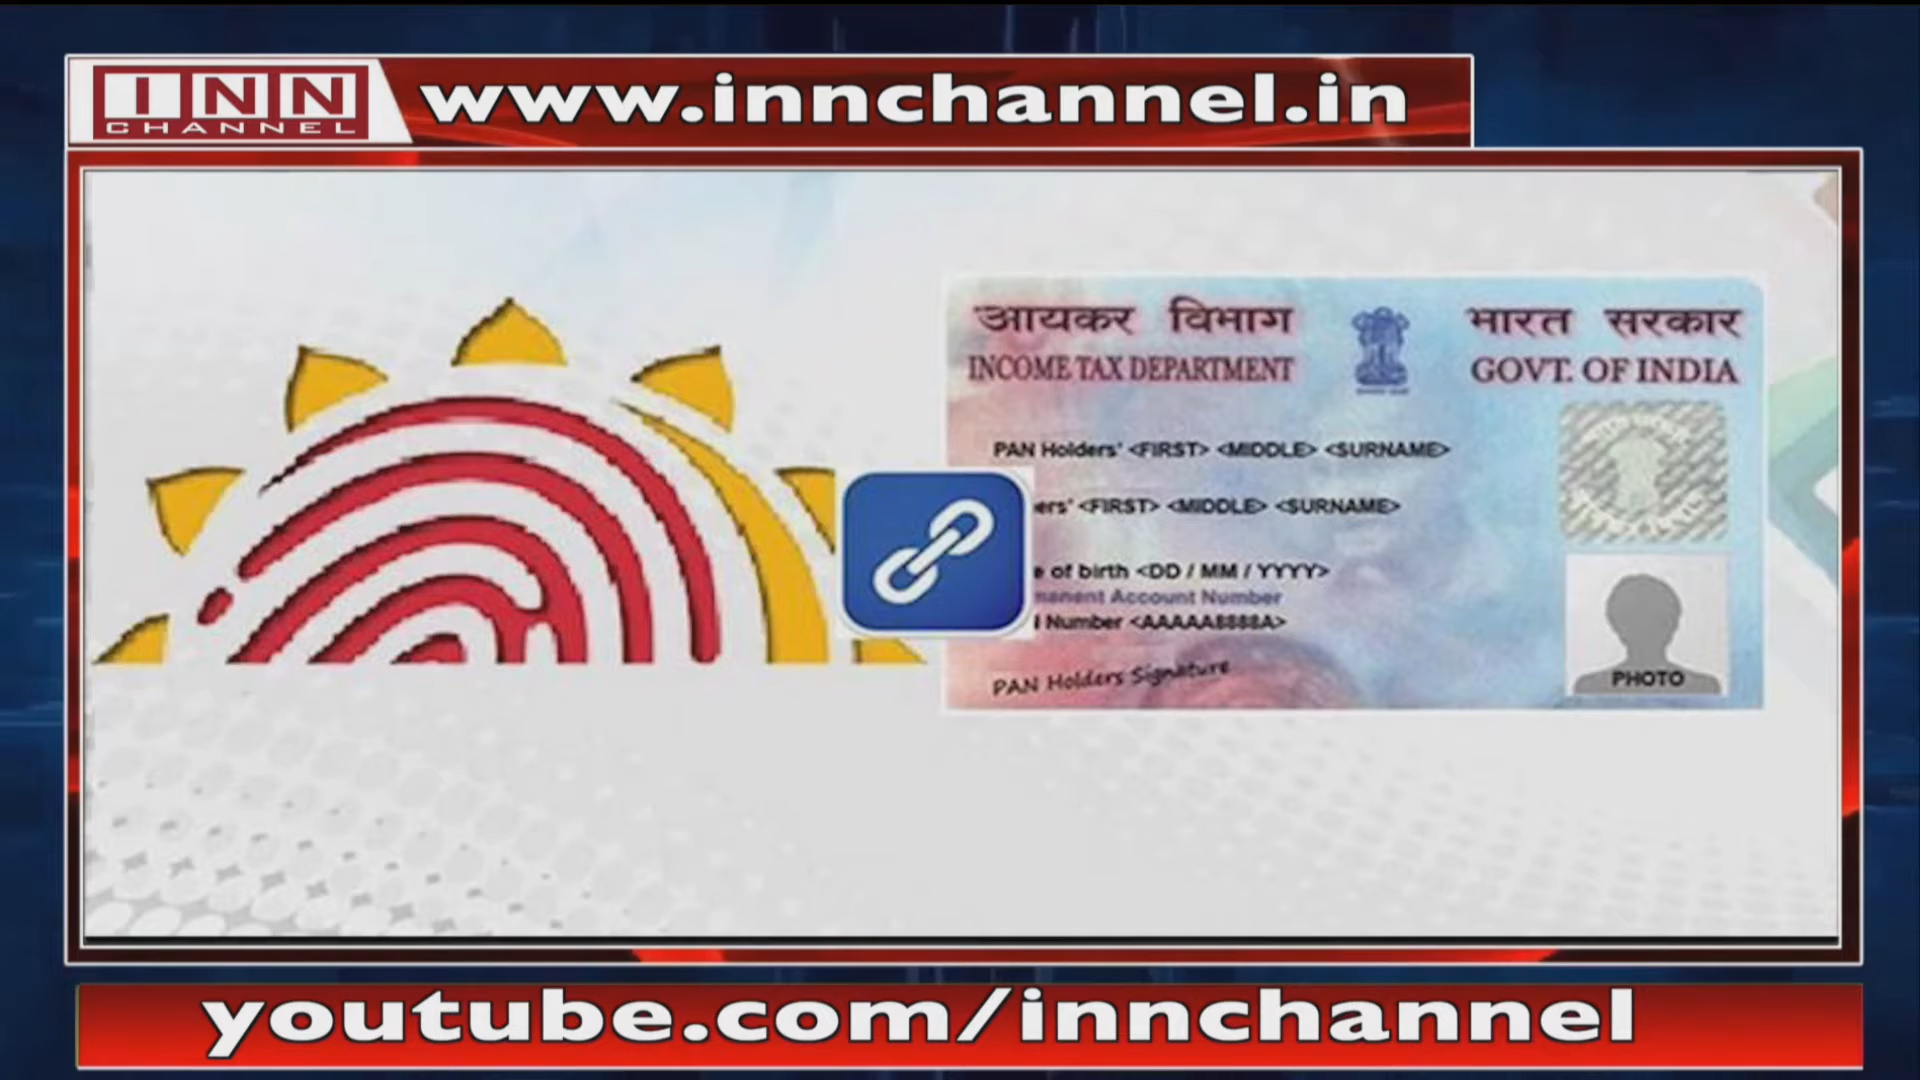 INN
CHANNEL
www.innchannel.in
आयकर विभाग
भारत सरकार
INCOME TAX DEPARTMENT
GOVT. OF INDIA
PAN Holders' <FIRST> <MIDDLE> <SURNAME>
ers' <FIRST> <MIDDLE> <SURNAME>
e of birth <DD / MM / YYYY>
manent Account Number
l Number <AAAAA8888A>
PAN Holders Signature
PHOTO
youtube.com/innchannel